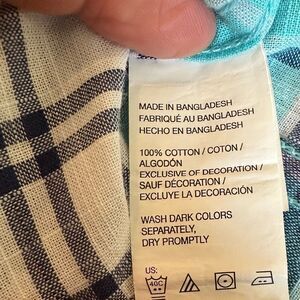 MADE IN BANGLADESH
FABRIQUÉ AU BANGLADESH
HECHO EN BANGLADESH
100% COTTON / COTON /
ALGODÓN
EXCLUSIVE OF DECORATION /
SAUF DÉCORATION /
EXCLUYE LA DECORACIÓN
WASH DARK COLORS
SEPARATELY,
DRY PROMPTLY
US:
40C